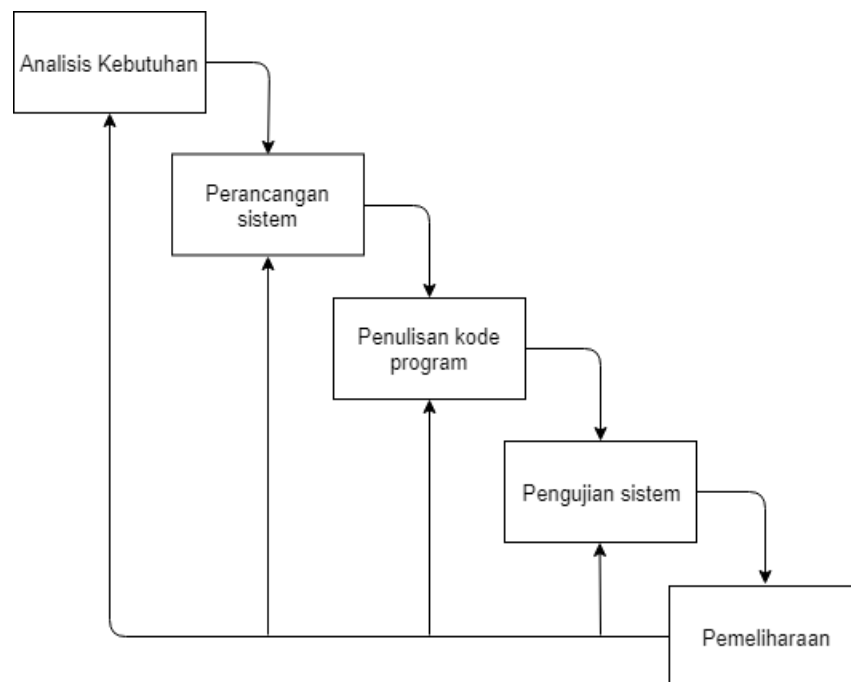 Analisis Kebutuhan
Perancangan
sistem
Penulisan kode
program
Pengujian sistem
Pemeliharaan